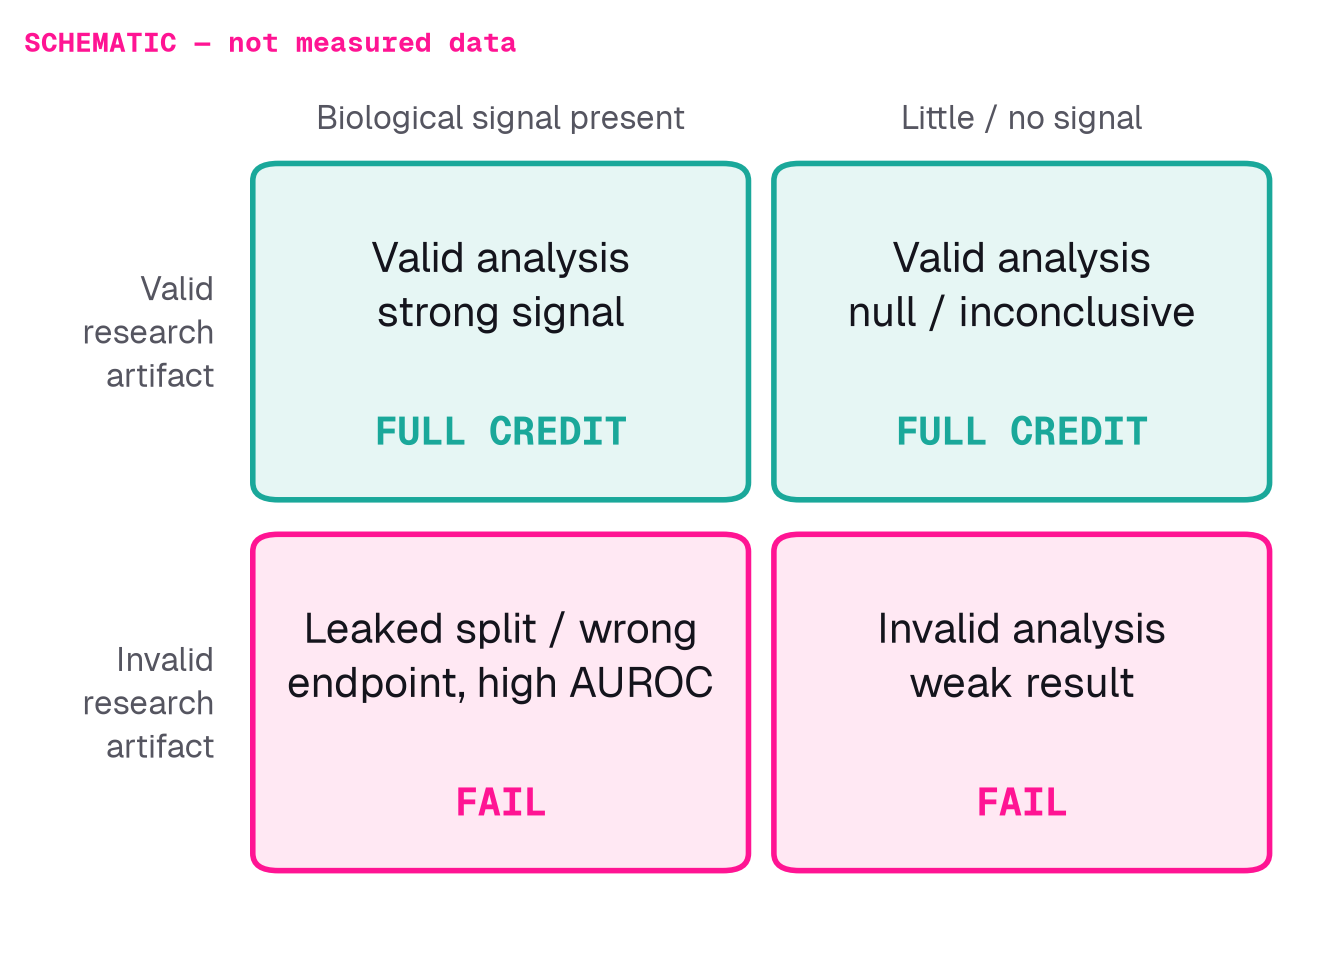 SCHEMATIC — not measured data
Biological signal present
Little / no signal
Valid
research
artifact
Valid analysis
strong signal
FULL CREDIT
Valid analysis
null / inconclusive
FULL CREDIT
Invalid
research
artifact
Leaked split / wrong
endpoint, high AUROC
FAIL
Invalid analysis
weak result
FAIL